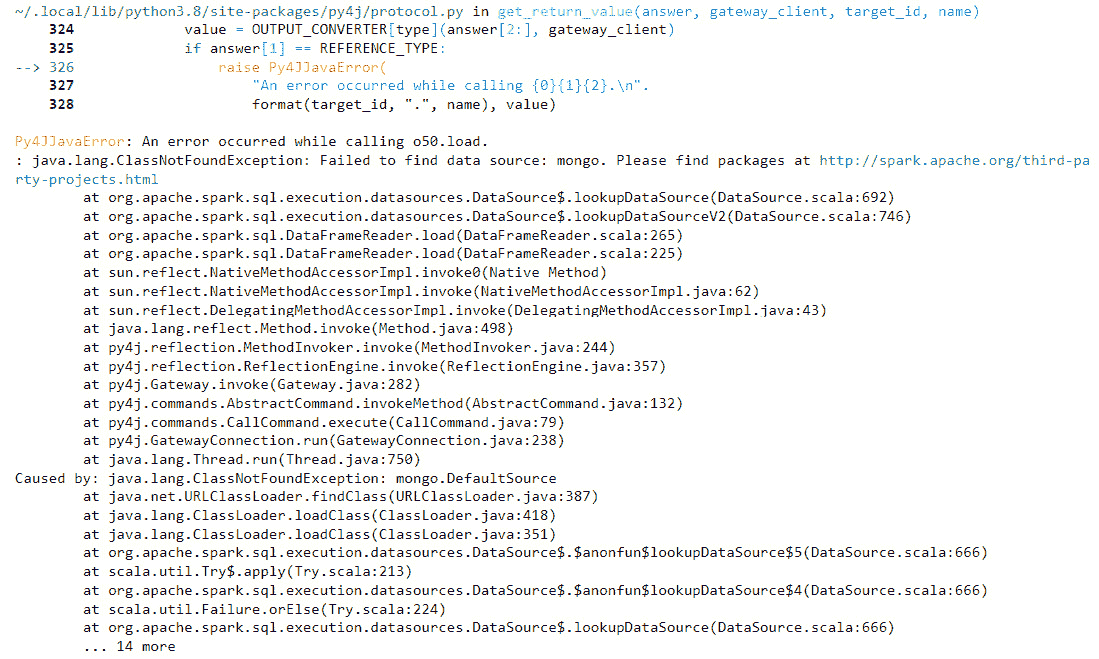 ~/.local/lib/python3.8/site-packages/py4j/protocol.py in get_return_value(answer, gateway_client, target_id, name)
    324             value = OUTPUT_CONVERTER[type](answer[2:], gateway_client)
    325             if answer[1] == REFERENCE_TYPE:
--> 326                 raise Py4JJavaError(
    327                     "An error occurred while calling {0}{1}{2}.\n".
    328                     format(target_id, ".", name), value)
Py4JJavaError: An error occurred while calling o50.load.
: java.lang.ClassNotFoundException: Failed to find data source: mongo. Please find packages at http://spark.apache.org/third-pa
rty-projects.html
        at org.apache.spark.sql.execution.datasources.DataSource$.lookupDataSource(DataSource.scala:692)
        at org.apache.spark.sql.execution.datasources.DataSource$.lookupDataSourceV2(DataSource.scala:746)
        at org.apache.spark.sql.DataFrameReader.load(DataFrameReader.scala:265)
        at org.apache.spark.sql.DataFrameReader.load(DataFrameReader.scala:225)
        at sun.reflect.NativeMethodAccessorImpl.invoke0(Native Method)
        at sun.reflect.NativeMethodAccessorImpl.invoke(NativeMethodAccessorImpl.java:62)
        at sun.reflect.DelegatingMethodAccessorImpl.invoke(DelegatingMethodAccessorImpl.java:43)
        at java.lang.reflect.Method.invoke(Method.java:498)
        at py4j.reflection.MethodInvoker.invoke(MethodInvoker.java:244)
        at py4j.reflection.ReflectionEngine.invoke(ReflectionEngine.java:357)
        at py4j.Gateway.invoke(Gateway.java:282)
        at py4j.commands.AbstractCommand.invokeMethod(AbstractCommand.java:132)
        at py4j.commands.CallCommand.execute(CallCommand.java:79)
        at py4j.GatewayConnection.run(GatewayConnection.java:238)
        at java.lang.Thread.run(Thread.java:750)
Caused by: java.lang.ClassNotFoundException: mongo.DefaultSource
        at java.net.URLClassLoader.findClass(URLClassLoader.java:387)
        at java.lang.ClassLoader.loadClass(ClassLoader.java:418)
        at java.lang.ClassLoader.loadClass(ClassLoader.java:351)
        at org.apache.spark.sql.execution.datasources.DataSource$.$anonfun$lookupDataSource$5(DataSource.scala:666)
        at scala.util.Try$.apply(Try.scala:213)
        at org.apache.spark.sql.execution.datasources.DataSource$.$anonfun$lookupDataSource$4(DataSource.scala:666)
        at scala.util.Failure.orElse(Try.scala:224)
        at org.apache.spark.sql.execution.datasources.DataSource$.lookupDataSource(DataSource.scala:666)
        ... 14 more